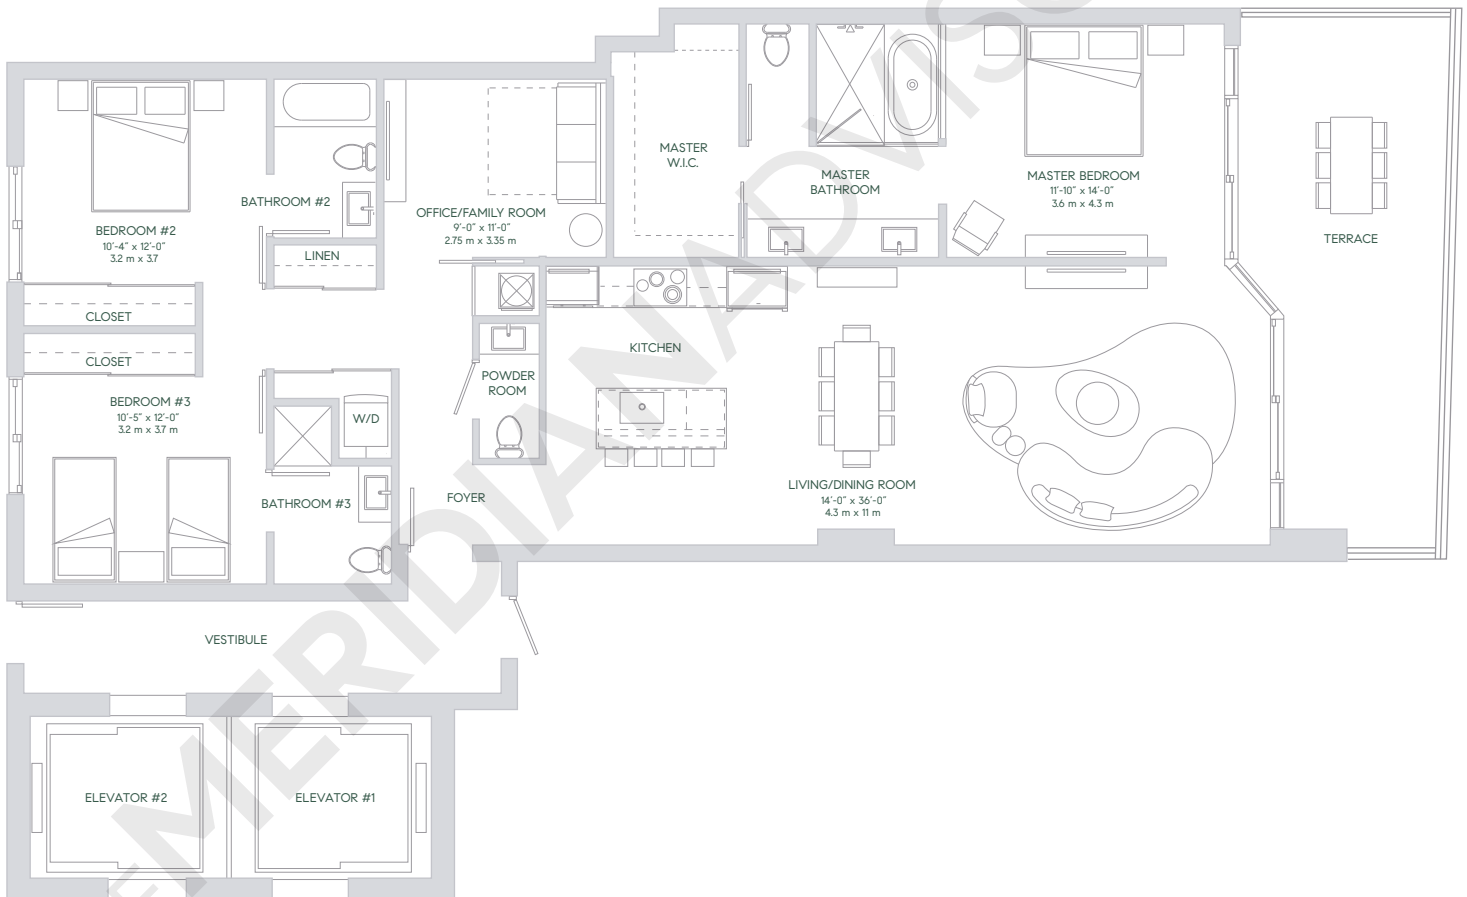 MASTER
W.I.C.
MASTER
BATHROOM
MASTER BEDROOM
11'-10" x 14'-0"
3.6 m x 4.3 m
TERRACE
BATHROOM #2
OFFICE/FAMILY ROOM
9'-0" x 11'-0"
2.75 m x 3.35 m
BEDROOM #2
10'-4" x 12'-0"
3.2 m x 3.7
LINEN
CLOSET
CLOSET
KITCHEN
POWDER
ROOM
BEDROOM #3
10'-5" x 12'-0"
3.2 m x 3.7 m
W/D
BATHROOM #3
FOYER
LIVING/DINING ROOM
14'-0" x 36'-0"
4.3 m x 11 m
VESTIBULE
ELEVATOR #2
ELEVATOR #1
MERIDIANADVISO